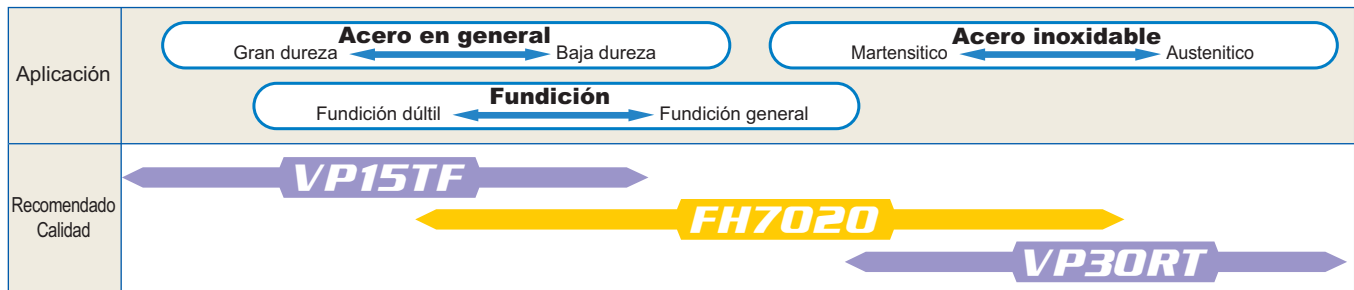 Aplicación
Acero en general
Gran dureza Baja dureza
Acero inoxidable
Martensitico Austenitico
Fundición
Fundición dúltil Fundición general
Recomendado
Calidad
VP15TF
FH7020
VP30RT